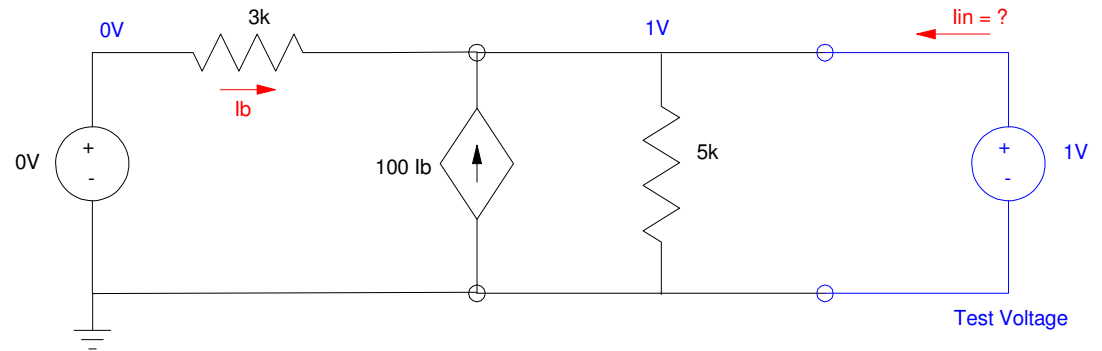 3k
0V
1V
Iin = ?
Ib
0V
+
-
100 Ib
5k
+
-
1V
Test Voltage